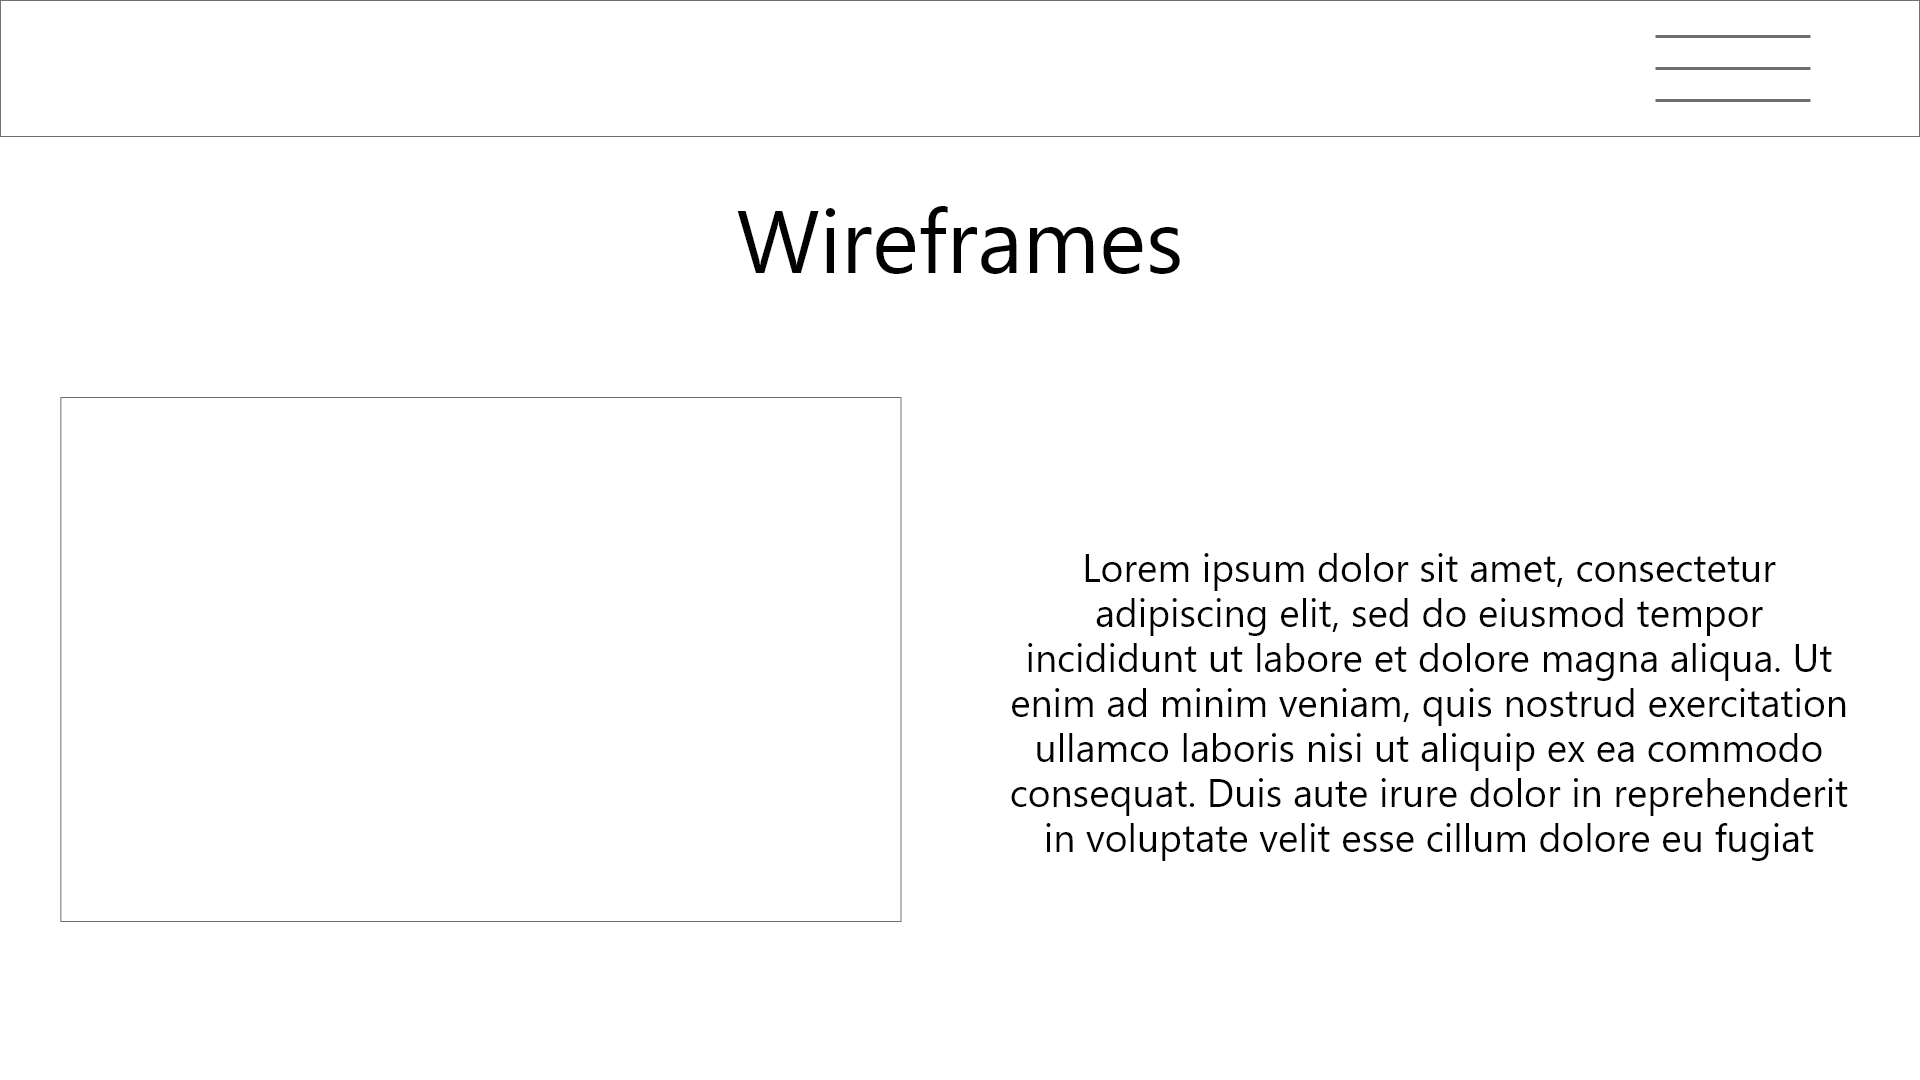 Wireframes
Lorem ipsum dolor sit amet, consectetur
adipiscing elit, sed do eiusmod tempor
incididunt ut labore et dolore magna aliqua. Ut
enim ad minim veniam, quis nostrud exercitation
ullamco laboris nisi ut aliquip ex ea commodo
consequat. Duis aute irure dolor in reprehenderit
in voluptate velit esse cillum dolore eu fugiat